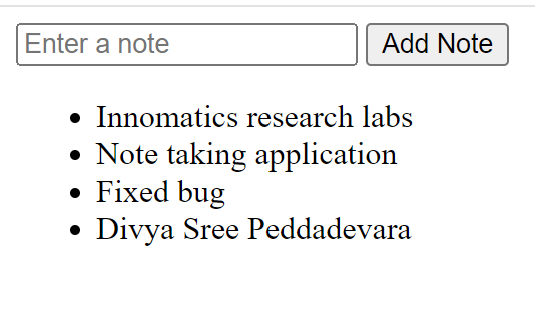 Enter a note Add Note
Innomatics research labs
Note taking application
Fixed bug
Divya Sree Peddadevara